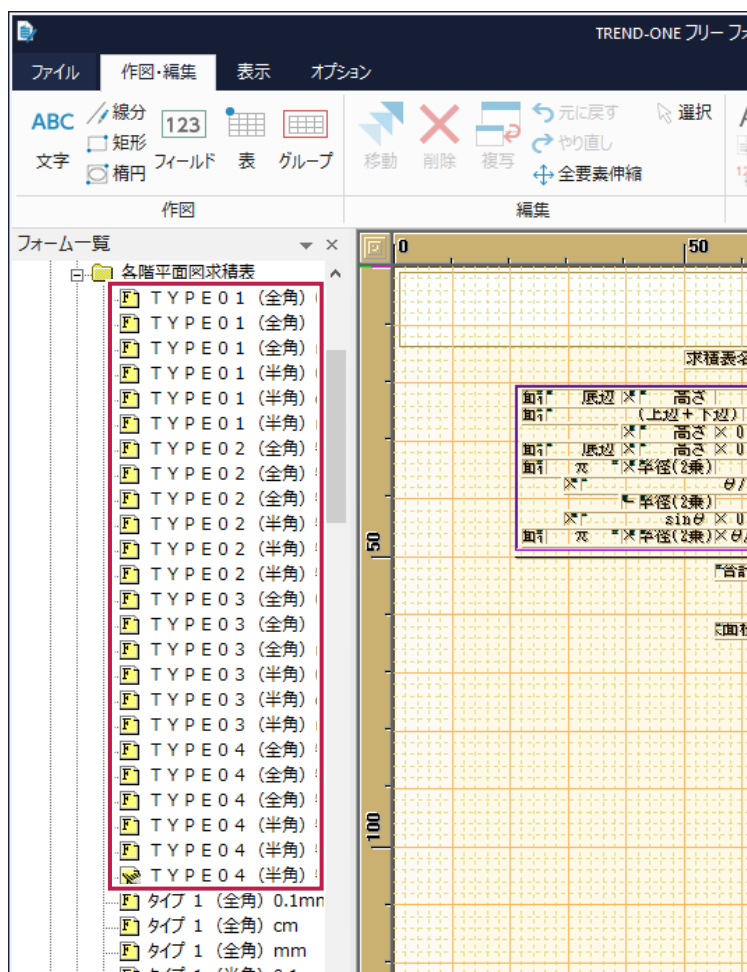 TREND-ONE フリー フォ
ファイル 作図・編集 表示 オプション
ABC 線分 123 元に戻す 選択
矩形 やり直し
文字 楕円 フィールド 表 グループ 移動 削除 複写 全要素伸縮
作図 編集
フォーム一覧
0 50
各階平面図求積表
ＴＹＰＥ０１（全角）
ＴＹＰＥ０１（全角）
ＴＹＰＥ０１（全角）
ＴＹＰＥ０１（半角）
ＴＹＰＥ０１（半角）
ＴＹＰＥ０１（半角）
ＴＹＰＥ０２（全角）
ＴＹＰＥ０２（全角）
ＴＹＰＥ０２（全角）
ＴＹＰＥ０２（半角）
ＴＹＰＥ０２（半角）
ＴＹＰＥ０２（半角）
ＴＹＰＥ０３（全角）
ＴＹＰＥ０３（全角）
ＴＹＰＥ０３（全角）
ＴＹＰＥ０３（半角）
ＴＹＰＥ０３（半角）
ＴＹＰＥ０３（半角）
ＴＹＰＥ０４（全角）
ＴＹＰＥ０４（全角）
ＴＹＰＥ０４（全角）
ＴＹＰＥ０４（半角）
ＴＹＰＥ０４（半角）
ＴＹＰＥ０４（半角）
タイプ 1 （全角）0.1mm
タイプ 1 （全角）cm
タイプ 1 （全角）mm
求積表名
底辺 × 高さ
(上辺＋下辺)
× 高さ × 0
底辺 × 高さ × 0
π ×半径(2乗)
× θ/
半径(2乗)
× sinθ × 0
π ×半径(2乗)×θ/
50
合計
100